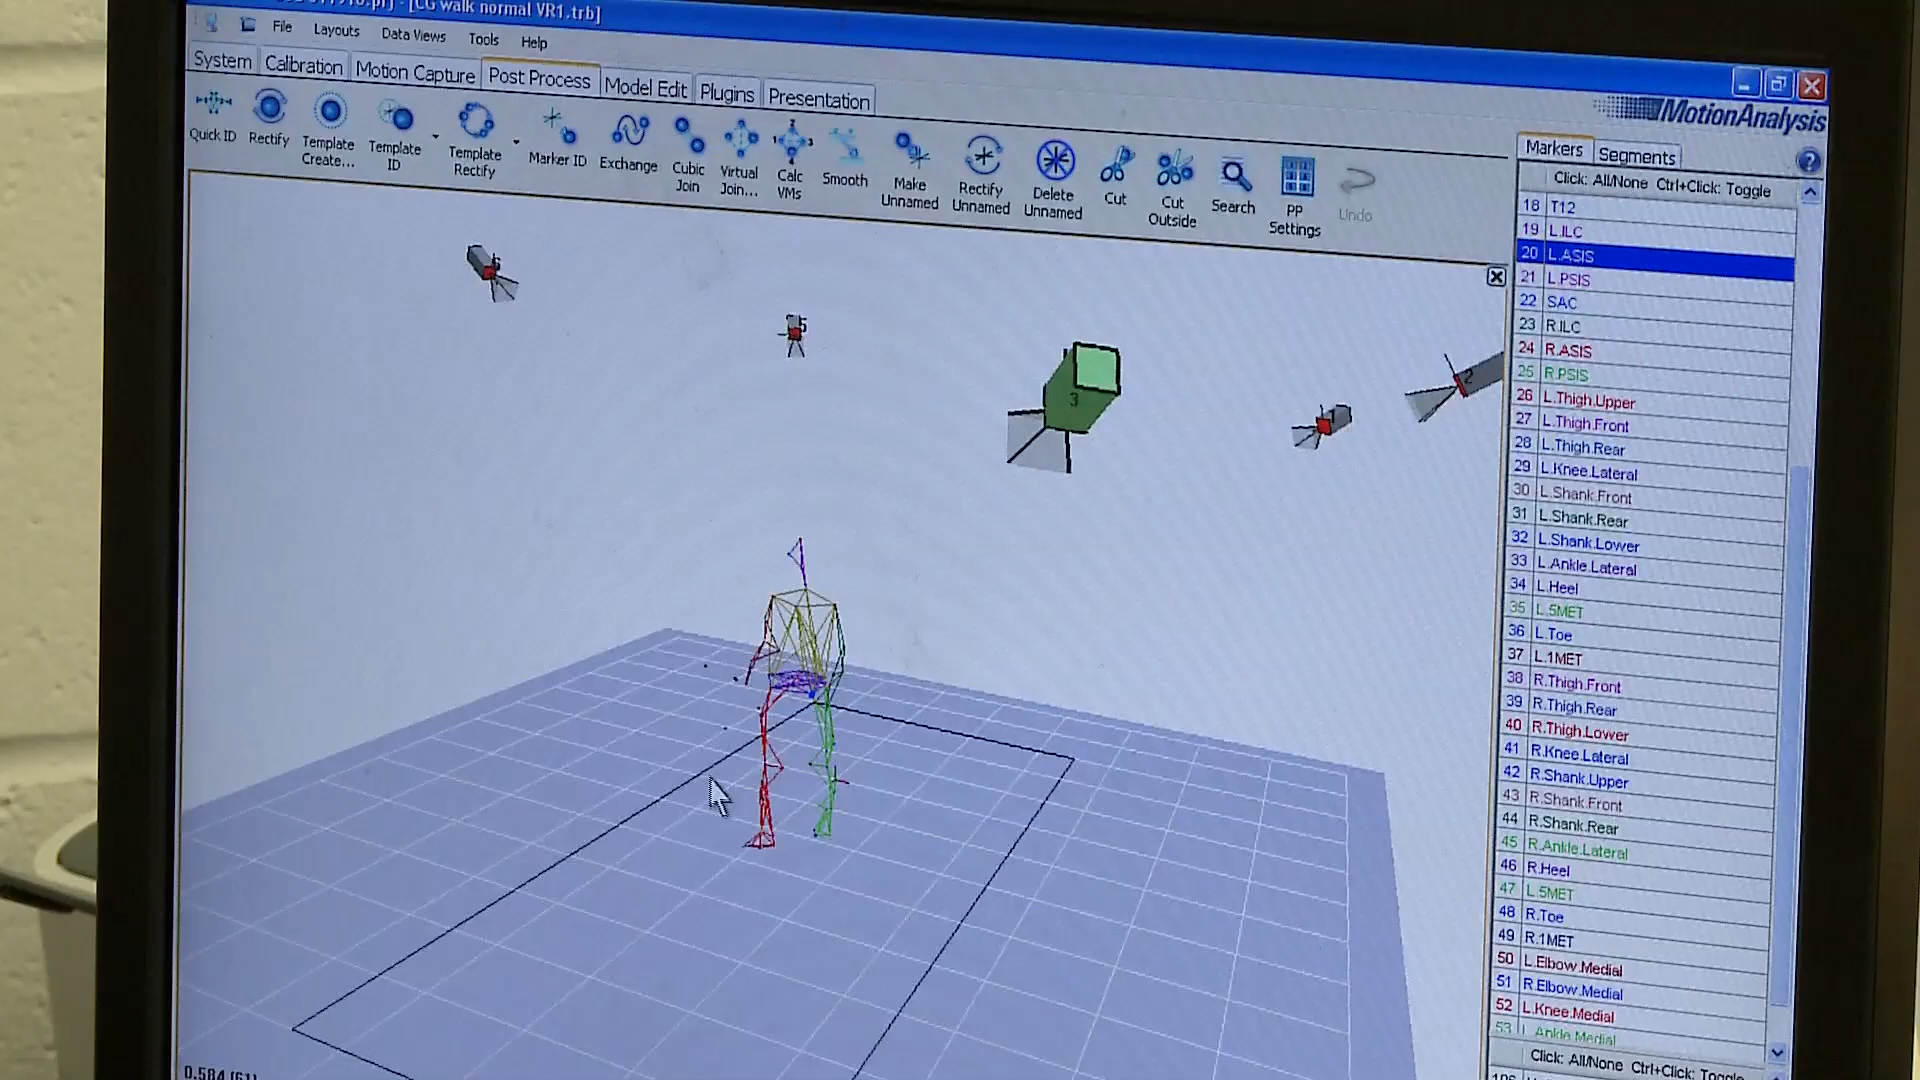 [CG walk normal VR1.trb]
File Layouts Data Views Tools Help
System Calibration Motion Capture Post Process Model Edit Plugins Presentation
MotionAnalysis
Quick ID
Rectify
Template
Create...
Template
ID
Template
Rectify
Marker ID
Exchange
Cubic
Join
Virtual
Join...
Calc
VMs
Smooth
Make
Unnamed
Rectify
Unnamed
Delete
Unnamed
Cut
Cut
Outside
Search
PP
Settings
Undo
Markers Segments
Click: All/None Ctrl+Click: Toggle
18 T12
19 L.ILC
20 L.ASIS
21 L.PSIS
22 SAC
23 R.ILC
24 R.ASIS
25 R.PSIS
26 L.Thigh.Upper
27 L.Thigh.Front
28 L.Thigh.Rear
29 L.Knee.Lateral
30 L.Shank.Front
31 L.Shank.Rear
32 L.Shank.Lower
33 L.Ankle.Lateral
34 L.Heel
35 L.5MET
36 L.Toe
37 L.1MET
38 R.Thigh.Front
39 R.Thigh.Rear
40 R.Thigh.Lower
41 R.Knee.Lateral
42 R.Shank.Upper
43 R.Shank.Front
44 R.Shank.Rear
45 R.Ankle.Lateral
46 R.Heel
47 L.5MET
48 R.Toe
49 R.1MET
50 L.Elbow.Medial
51 R.Elbow.Medial
52 L.Knee.Medial
53 L.Ankle.Medial
Click: All/None Ctrl+Click: Toggle
3
2
0.584 (61)